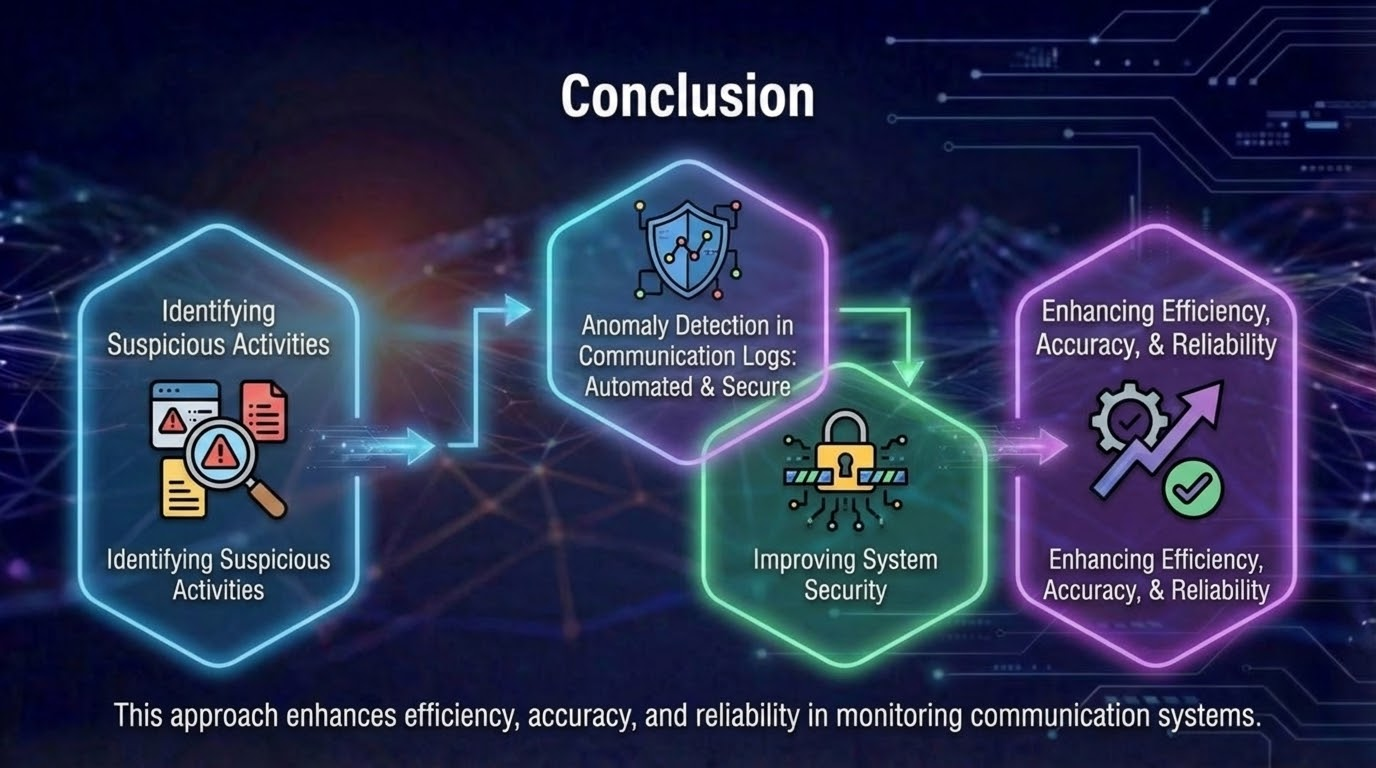 Conclusion
Identifying
Suspicious Activities
Identifying Suspicious
Activities
Anomaly Detection in
Communication Logs:
Automated & Secure
Improving System
Security
Enhancing Efficiency,
Accuracy, & Reliability
Enhancing Efficiency,
Accuracy, & Reliability
This approach enhances efficiency, accuracy, and reliability in monitoring communication systems.